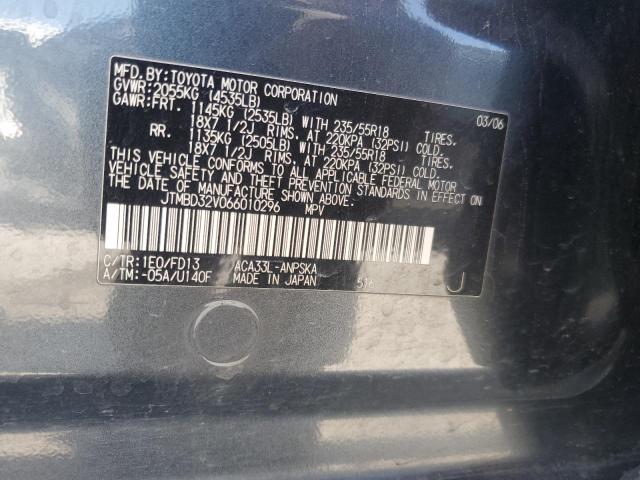 MFD.BY:TOYOTA MOTOR CORPORATION 03/06
GVWR:2055KG (4535LB)
GAWR:FRT. 1145KG (2535LB) WITH 235/55R18 TIRES.
18X7 1/2J RIMS, AT 220KPA (32PSI) COLD.
RR. 1135KG (2505LB) WITH 235/55R18 TIRES.
18X7 1/2J RIMS, AT 220KPA (32PSI) COLD.
THIS VEHICLE CONFORMS TO ALL APPLICABLE FEDERAL MOTOR
VEHICLE SAFETY AND THEFT PREVENTION STANDARDS IN EFFECT ON
THE DATE OF MANUFACTURE SHOWN ABOVE.
JTMBD32V066010296 MPV
C/TR:1E0/FD13 ACA33L-ANPSKA
A/TM:-05A/U140F MADE IN JAPAN 516 J